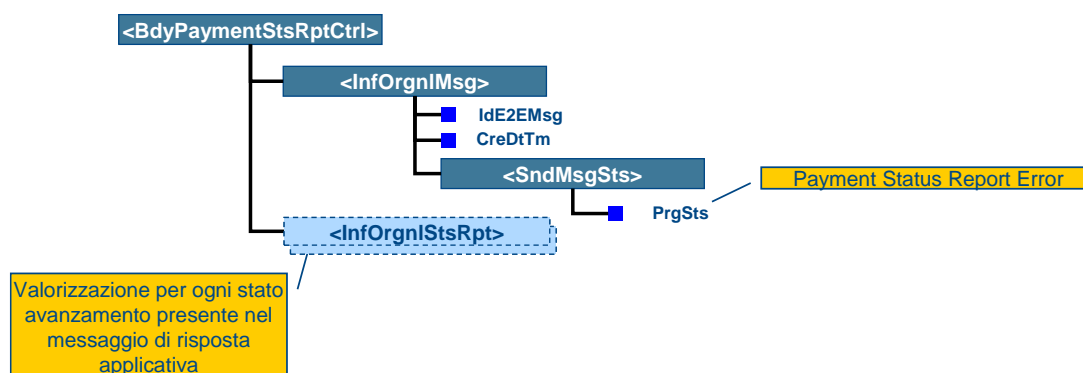 <BdyPaymentStsRptCtrl>
<InfOrgnlMsg>
IdE2EMsg
CreDtTm
<SndMsgSts>
Payment Status Report Error
PrgSts
<InfOrgnlStsRpt>
Valorizzazione per ogni stato
avanzamento presente nel
messaggio di risposta
applicativa